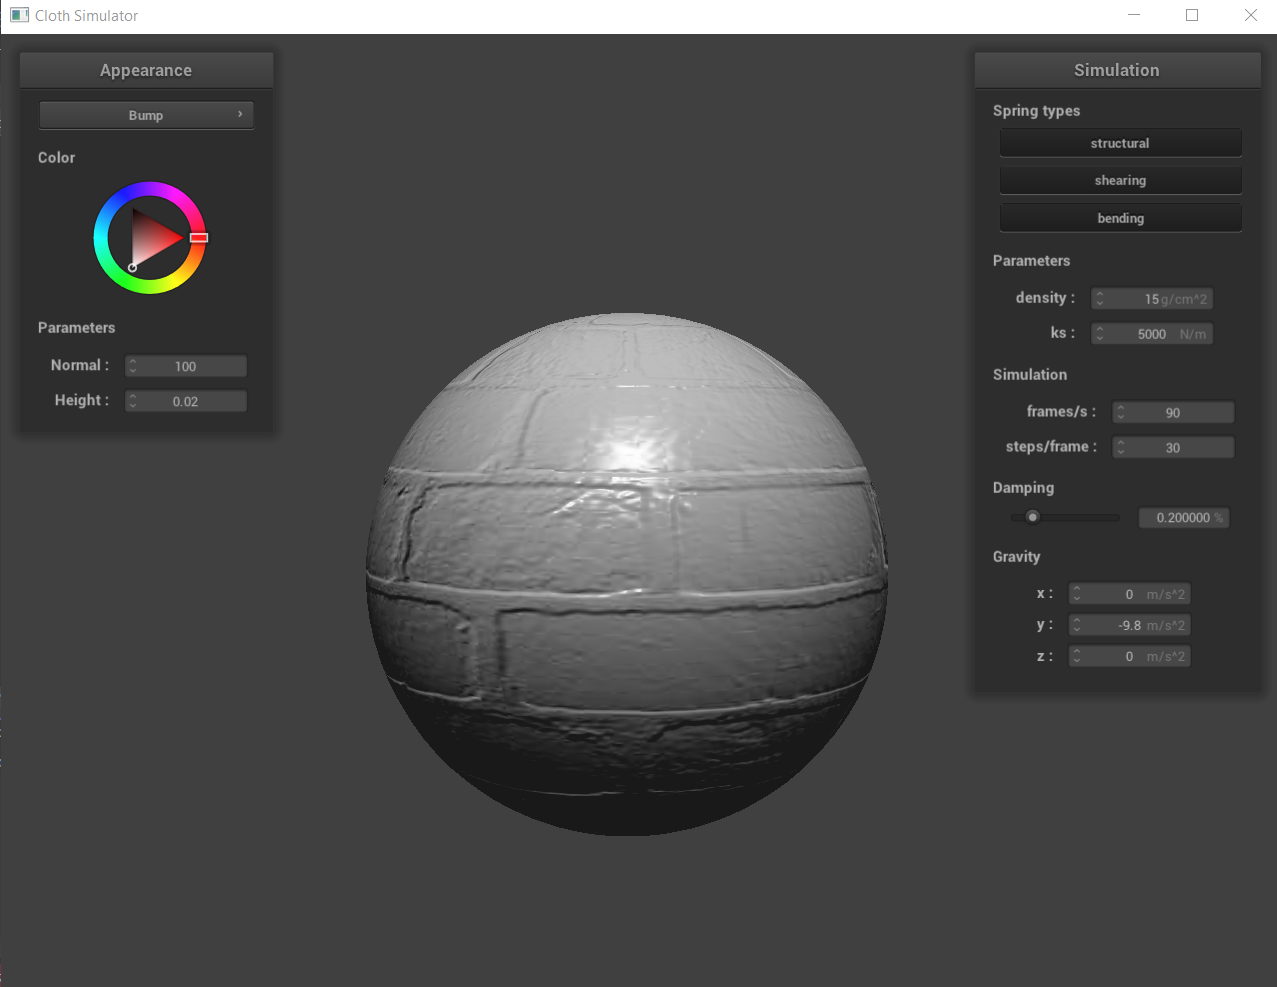 Cloth Simulator
Appearance
Bump
Color
Parameters
Normal : 100
Height : 0.02
Simulation
Spring types
structural
shearing
bending
Parameters
density : 15 g/cm^2
ks : 5000 N/m
Simulation
frames/s : 90
steps/frame : 30
Damping
0.200000 %
Gravity
x : 0 m/s^2
y : -9.8 m/s^2
z : 0 m/s^2